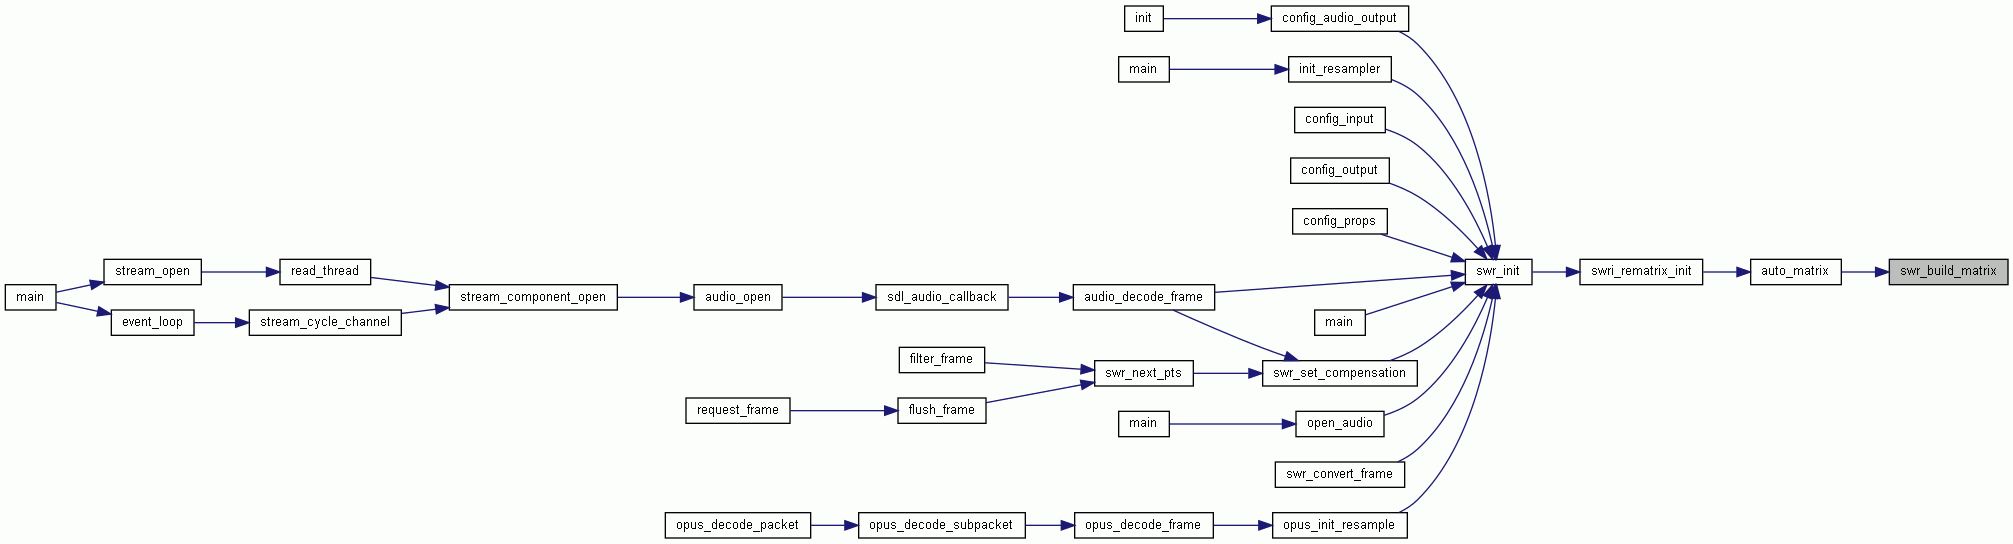 init
config_audio_output
main
init_resampler
config_input
config_output
config_props
main
stream_open
read_thread
event_loop
stream_cycle_channel
stream_component_open
audio_open
sdl_audio_callback
audio_decode_frame
main
swr_init
swri_rematrix_init
auto_matrix
swr_build_matrix
filter_frame
swr_next_pts
swr_set_compensation
request_frame
flush_frame
main
open_audio
swr_convert_frame
opus_decode_packet
opus_decode_subpacket
opus_decode_frame
opus_init_resample